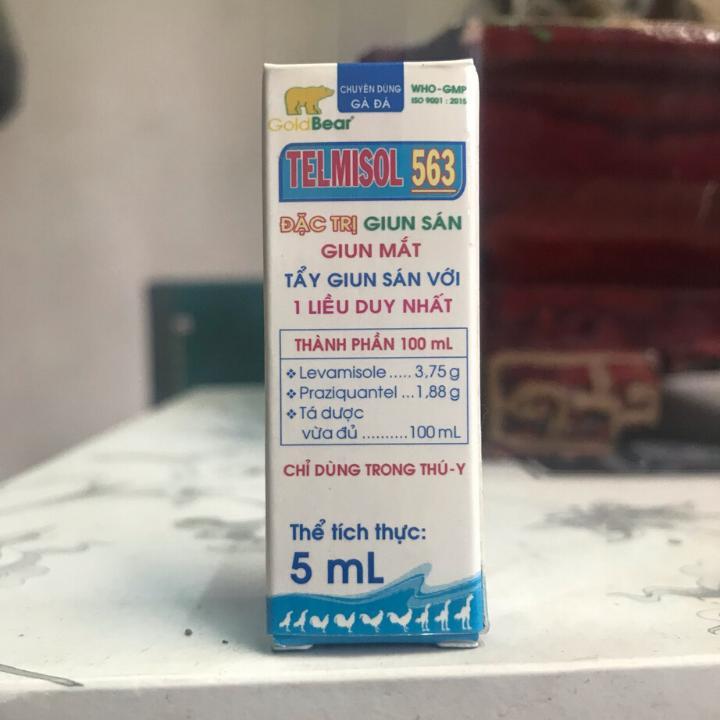 CHUYÊN DÙNG
GÀ ĐÁ
WHO-GMP
ISO 9001 : 2015
GoldBear
TELMISOL 563
ĐẶC TRỊ GIUN SÁN
GIUN MẮT
TẨY GIUN SÁN VỚI
1 LIỀU DUY NHẤT
THÀNH PHẦN 100 mL
❖ Levamisole ..... 3,75 g
❖ Praziquantel ... 1,88 g
❖ Tá dược
vừa đủ .......... 100 mL
CHỈ DÙNG TRONG THÚ-Y
Thể tích thực:
5 mL